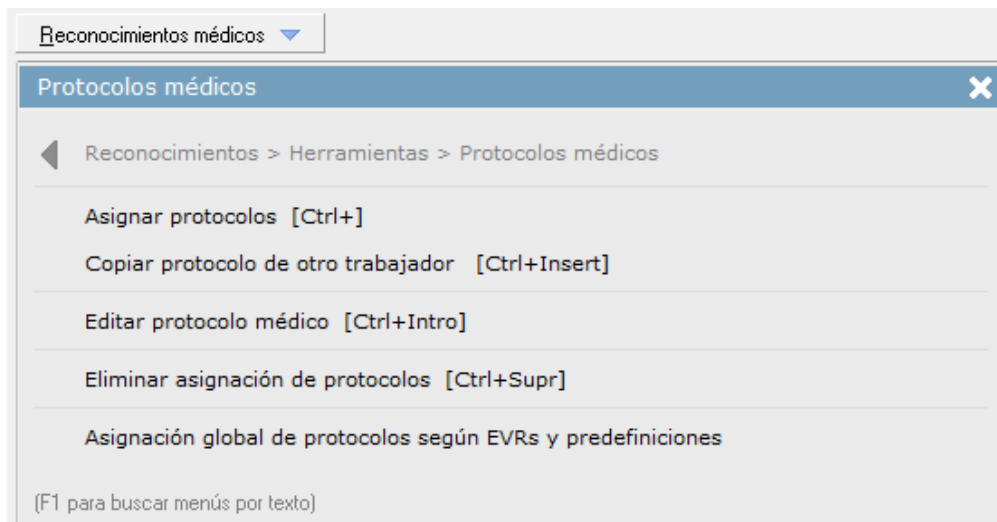 Reconocimientos médicos
Protocolos médicos
Reconocimientos > Herramientas > Protocolos médicos
Asignar protocolos [Ctrl+]
Copiar protocolo de otro trabajador [Ctrl+Insert]
Editar protocolo médico [Ctrl+Intro]
Eliminar asignación de protocolos [Ctrl+Supr]
Asignación global de protocolos según EVRs y predefiniciones
(F1 para buscar menús por texto)